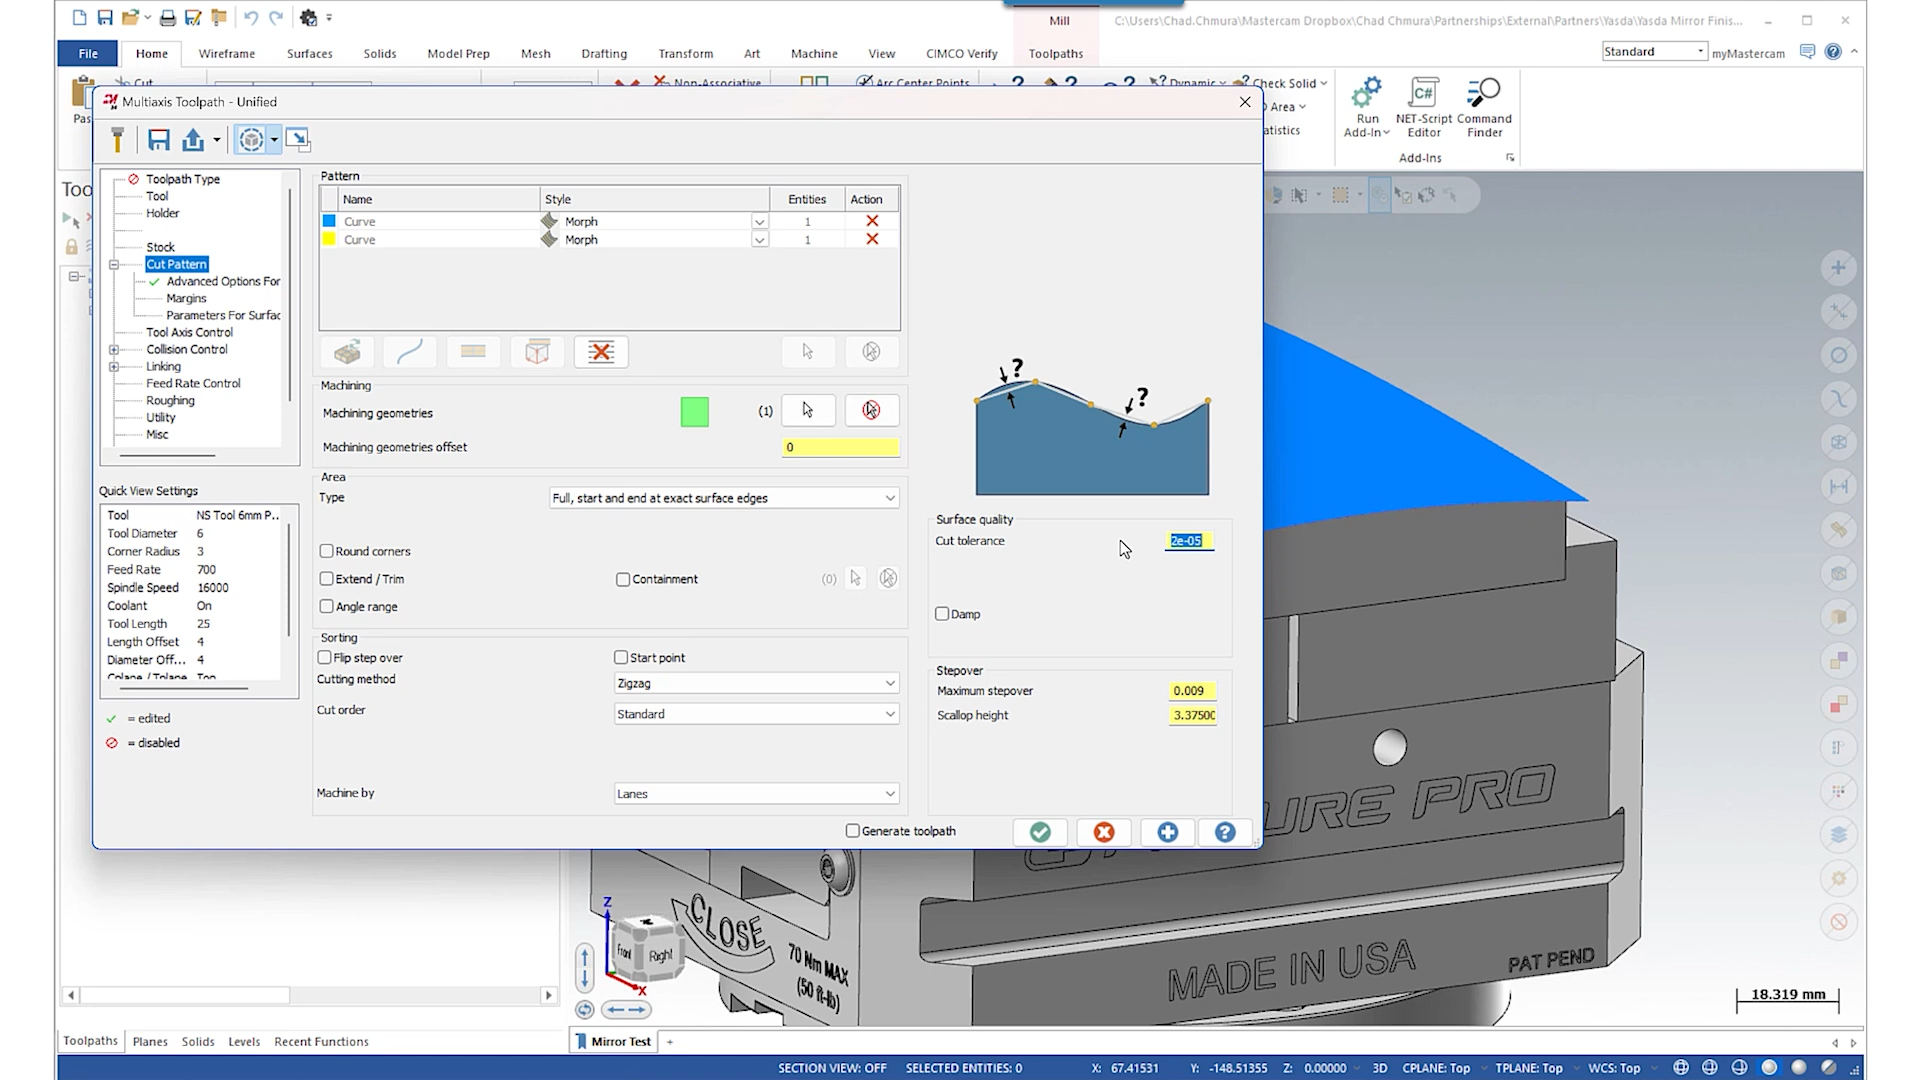 Mill
C:\Users\Chad.Chmura\Mastercam Dropbox\Chad Chmura\Partnerships\External\Partners\Yasda\Yasda Mirror Finis...
File
Home
Wireframe
Surfaces
Solids
Model Prep
Mesh
Drafting
Transform
Art
Machine
View
CIMCO Verify
Toolpaths
Standard
myMastercam
Cut
Non-Associative
Arc Center Points
Dynamic
Check Solid
Multiaxis Toolpath - Unified
Run
Add-In
C#
NET-Script
Editor
Command
Finder
Add-Ins
Toolpath Type
Tool
Holder
Stock
Cut Pattern
Advanced Options For
Margins
Parameters For Surfac
Tool Axis Control
Collision Control
Linking
Feed Rate Control
Roughing
Utility
Misc
Quick View Settings
Tool NS Tool 6mm P..
Tool Diameter 6
Corner Radius 3
Feed Rate 700
Spindle Speed 16000
Coolant On
Tool Length 25
Length Offset 4
Diameter Off... 4
Cplane / Tplane Top
= edited
= disabled
Pattern
Name Style Entities Action
Curve Morph 1
Curve Morph 1
Machining
Machining geometries (1)
Machining geometries offset 0
Area
Type Full, start and end at exact surface edges
Round corners
Extend / Trim
Containment (0)
Angle range
Sorting
Flip step over
Start point
Cutting method Zigzag
Cut order Standard
Machine by Lanes
? ?
Surface quality
Cut tolerance 2e-05
Damp
Stepover
Maximum stepover 0.009
Scallop height 3.3750
Generate toolpath
Z
Front
Right
X
CLOSE
70 Nm MAX
(50 ft-lb)
URE PRO
MADE IN USA
PAT PEND
18.319 mm
Toolpaths
Planes
Solids
Levels
Recent Functions
Mirror Test
+
SECTION VIEW: OFF
SELECTED ENTITIES: 0
X: 67.41531
Y: -148.51355
Z: 0.00000
3D
CPLANE: Top
TPLANE: Top
WCS: Top